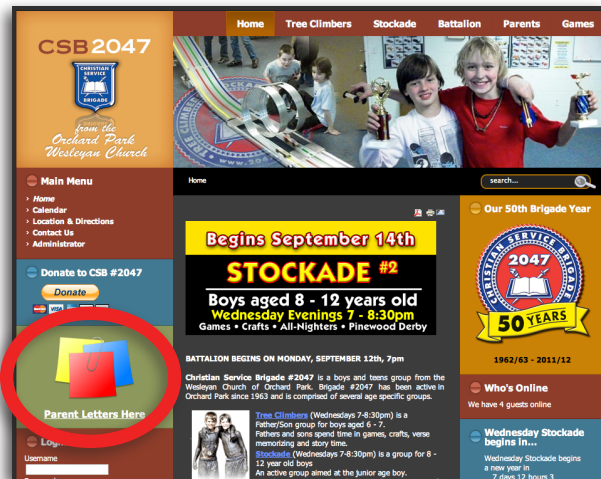 Home Tree Climbers Stockade Battalion Parents Games
CSB 2047
CHRISTIAN
SERVICE
BRIGADE
from the
Orchard Park
Wesleyan Church
Main Menu
› Home
› Calendar
› Location & Directions
› Contact Us
› Administrator
Donate to CSB #2047
Donate
VISA
Parent Letters Here
Username
Home
search...
Begins September 14th
STOCKADE #2
Boys aged 8 - 12 years old
Wednesday Evenings 7 - 8:30pm
Games • Crafts • All-Nighters • Pinewood Derby
BATTALION BEGINS ON MONDAY, SEPTEMBER 12th, 7pm
Christian Service Brigade #2047 is a boys and teens group from the
Wesleyan Church of Orchard Park. Brigade #2047 has been active in
Orchard Park since 1963 and is comprised of several age specific groups.
Tree Climbers (Wednesdays 7-8:30pm) is a
Father/Son group for boys aged 6 - 7.
Fathers and sons spend time in games, crafts, verse
memorizing and story time.
Stockade (Wednesdays 7-8:30pm) is a group for 8 -
12 year old boys
An active group aimed at the junior age boy.
Our 50th Brigade Year
CHRISTIAN SERVICE BRIGADE
2047
50 YEARS
1962/63 - 2011/12
Who's Online
We have 4 guests online
Wednesday Stockade
begins in...
Wednesday Stockade begins
a new year in
7 days 12 hours 3